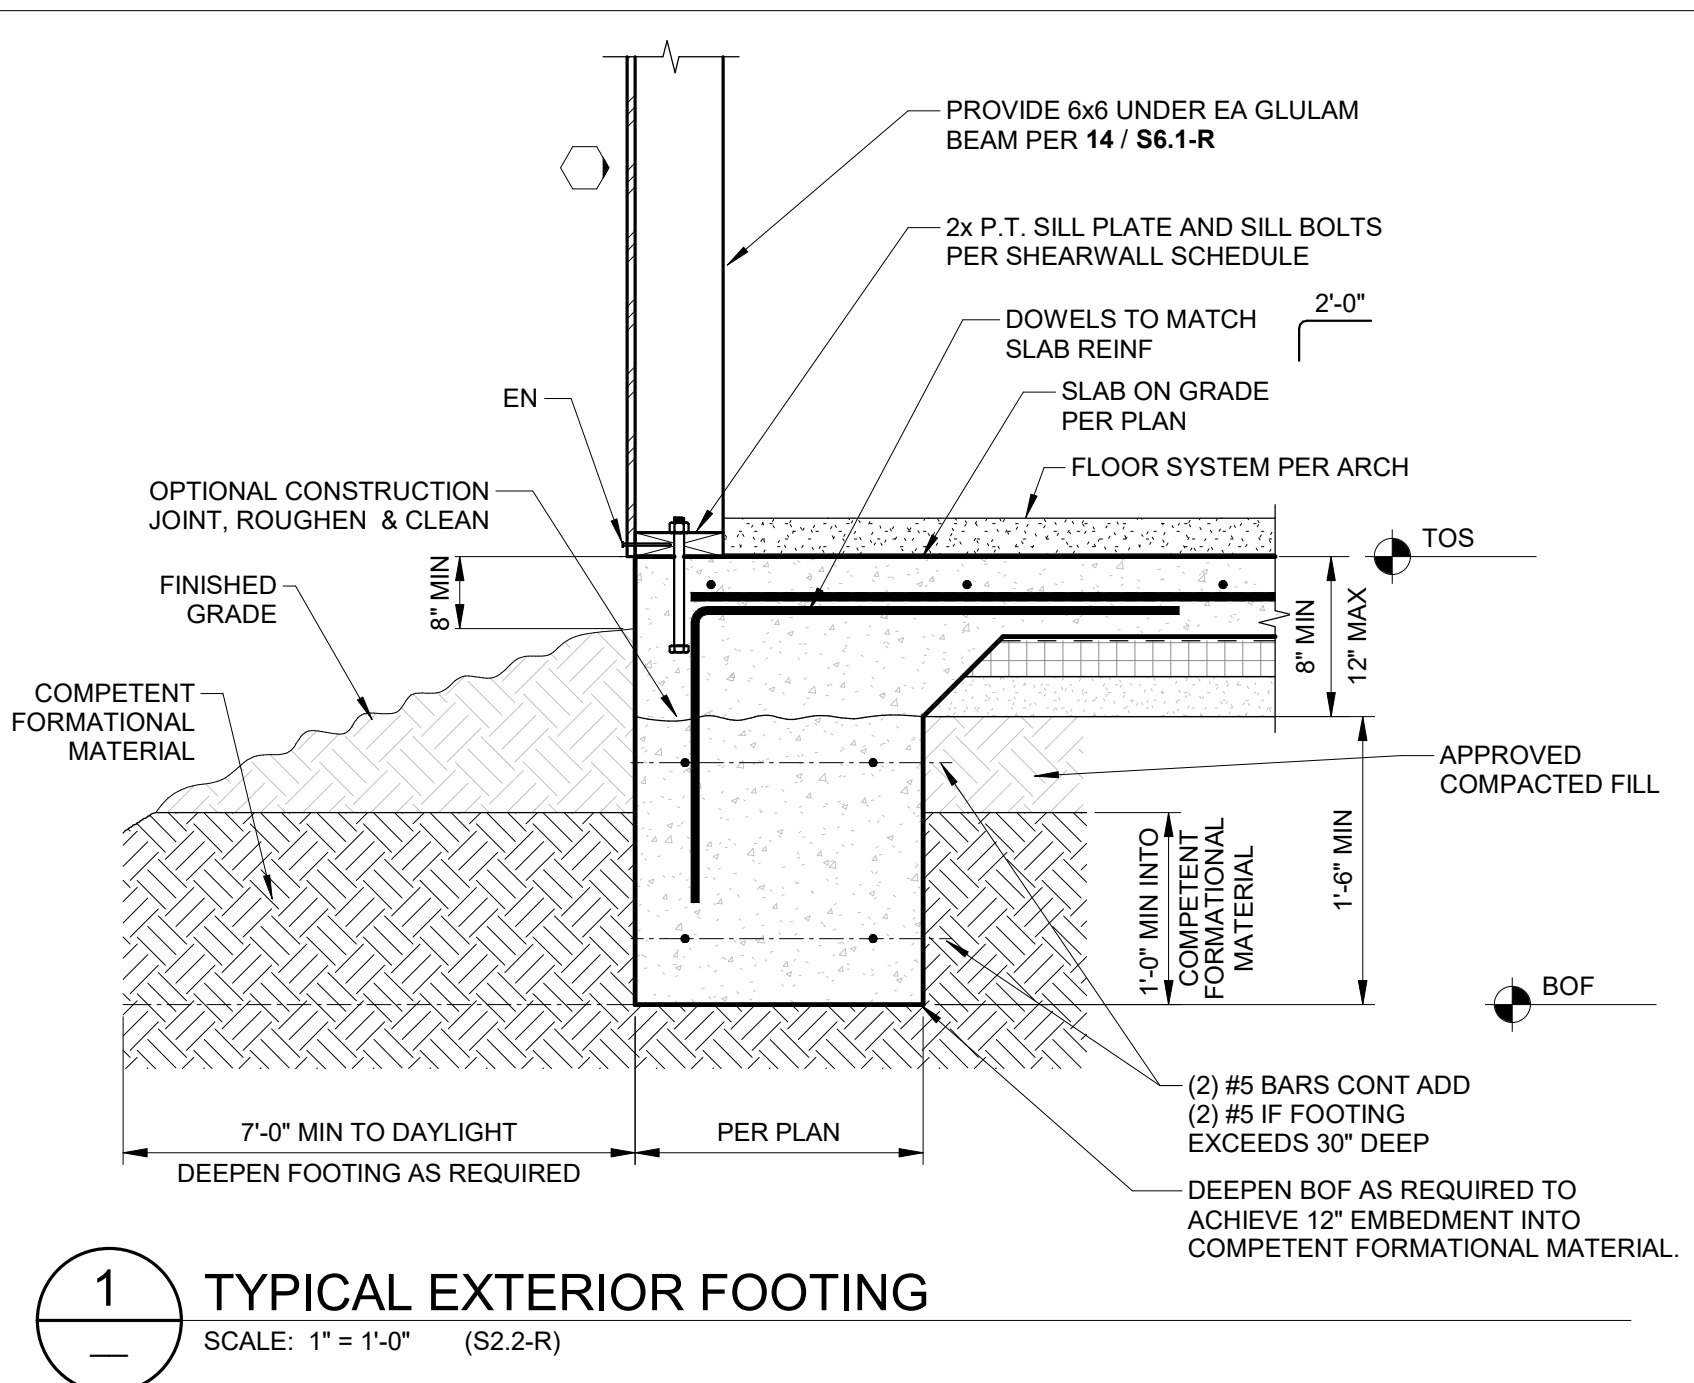 PROVIDE 6x6 UNDER EA GLULAM
BEAM PER 14 / S6.1-R
2x P.T. SILL PLATE AND SILL BOLTS
PER SHEARWALL SCHEDULE
2'-0"
DOWELS TO MATCH
SLAB REINF
EN
SLAB ON GRADE
PER PLAN
FLOOR SYSTEM PER ARCH
OPTIONAL CONSTRUCTION
JOINT, ROUGHEN & CLEAN
TOS
8" MIN
FINISHED
GRADE
8" MIN
12" MAX
COMPETENT
FORMATIONAL
MATERIAL
APPROVED
COMPACTED FILL
1'-0" MIN INTO
COMPETENT
FORMATIONAL
MATERIAL
1'-6" MIN
BOF
(2) #5 BARS CONT ADD
(2) #5 IF FOOTING
EXCEEDS 30" DEEP
7'-0" MIN TO DAYLIGHT
DEEPEN FOOTING AS REQUIRED
PER PLAN
DEEPEN BOF AS REQUIRED TO
ACHIEVE 12" EMBEDMENT INTO
COMPETENT FORMATIONAL MATERIAL.
1
TYPICAL EXTERIOR FOOTING
SCALE: 1" = 1'-0" (S2.2-R)